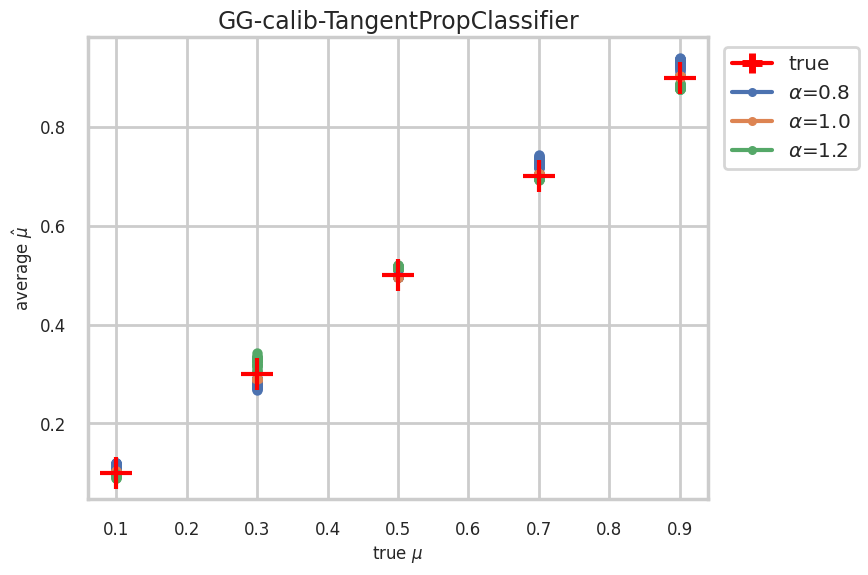 GG-calib-TangentPropClassifier
true
α=0.8
α=1.0
α=1.2
average μ̂
0.8
0.6
0.4
0.2
0.1 0.2 0.3 0.4 0.5 0.6 0.7 0.8 0.9
true μ